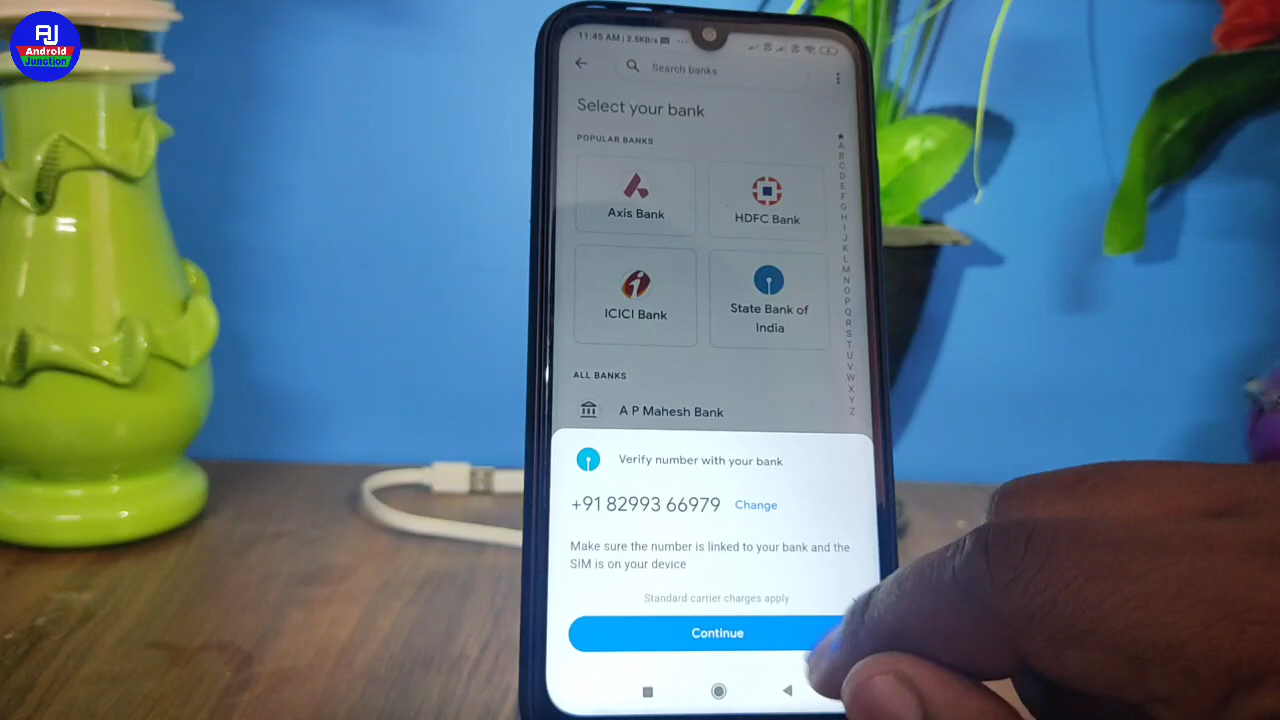 AJ
Android
Junction
11:45 AM | 2.5KB/s
Search banks
Select your bank
POPULAR BANKS
Axis Bank
HDFC Bank
ICICI Bank
State Bank of
India
ALL BANKS
A P Mahesh Bank
A
B
C
D
E
F
G
H
I
J
K
L
M
N
O
P
Q
R
S
T
U
V
W
X
Y
Z
Verify number with your bank
+91 82993 66979 Change
Make sure the number is linked to your bank and the
SIM is on your device
Standard carrier charges apply
Continue